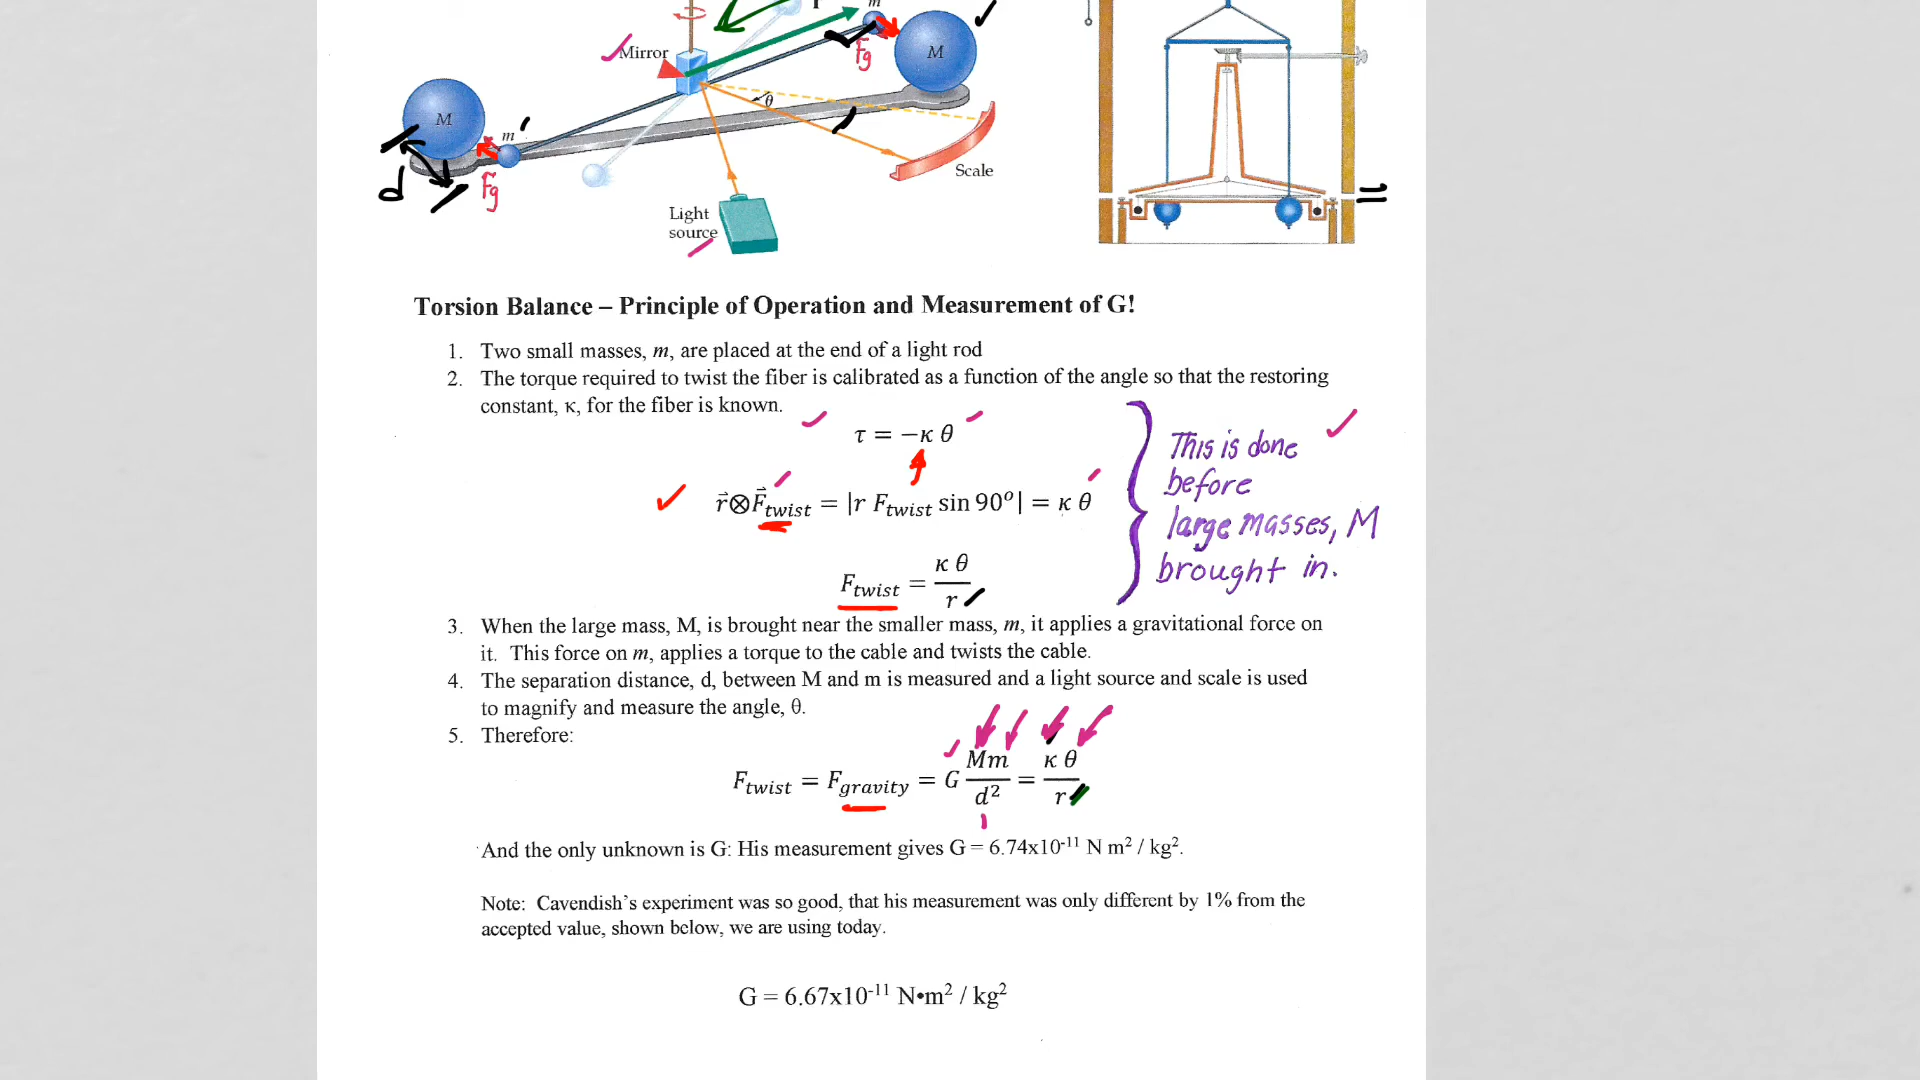 r m
Mirror
Fg
M
θ
M
m
d
Fg
Scale
Light
source
Torsion Balance – Principle of Operation and Measurement of G!
1. Two small masses, m, are placed at the end of a light rod
2. The torque required to twist the fiber is calibrated as a function of the angle so that the restoring
constant, κ, for the fiber is known.
τ = −κ θ
r⃗⊗F⃗twist = |r Ftwist sin 90°| = κ θ
Ftwist = κ θ / r
This is done
before
large masses, M
brought in.
3. When the large mass, M, is brought near the smaller mass, m, it applies a gravitational force on
it. This force on m, applies a torque to the cable and twists the cable.
4. The separation distance, d, between M and m is measured and a light source and scale is used
to magnify and measure the angle, θ.
5. Therefore:
Ftwist = Fgravity = G Mm / d² = κ θ / r
And the only unknown is G: His measurement gives G = 6.74x10⁻¹¹ N m² / kg².
Note: Cavendish's experiment was so good, that his measurement was only different by 1% from the
accepted value, shown below, we are using today.
G = 6.67x10⁻¹¹ N•m² / kg²